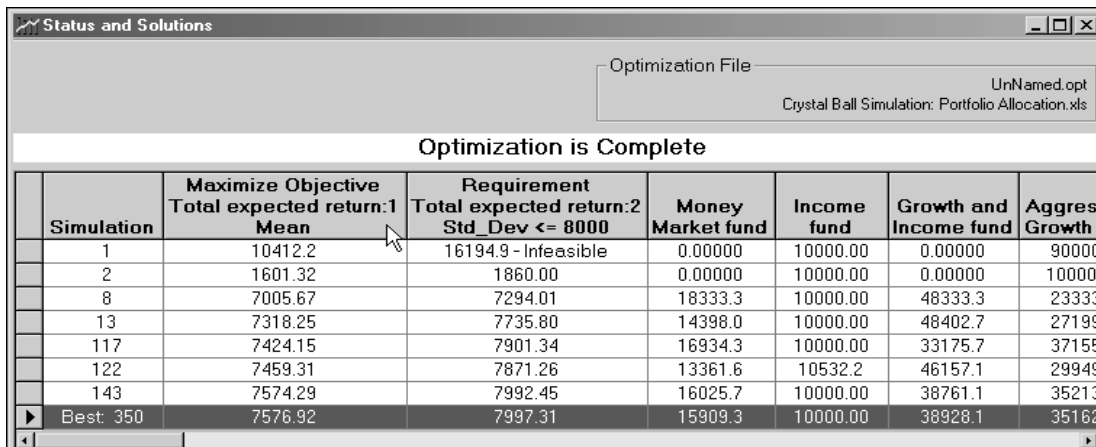 Status and Solutions
Optimization File
UnNamed.opt
Crystal Ball Simulation: Portfolio Allocation.xls
Optimization is Complete
Simulation Maximize Objective Total expected return:1 Mean Requirement Total expected return:2 Std_Dev <= 8000 Money Market fund Income fund Growth and Income fund Aggres Growth
1 10412.2 16194.9 - Infeasible 0.00000 10000.00 0.00000 90000
2 1601.32 1860.00 0.00000 10000.00 0.00000 10000
8 7005.67 7294.01 18333.3 10000.00 48333.3 23333
13 7318.25 7735.80 14398.0 10000.00 48402.7 27199
117 7424.15 7901.34 16934.3 10000.00 33175.7 37155
122 7459.31 7871.26 13361.6 10532.2 46157.1 29949
143 7574.29 7992.45 16025.7 10000.00 38761.1 35213
Best: 350 7576.92 7997.31 15909.3 10000.00 38928.1 35162